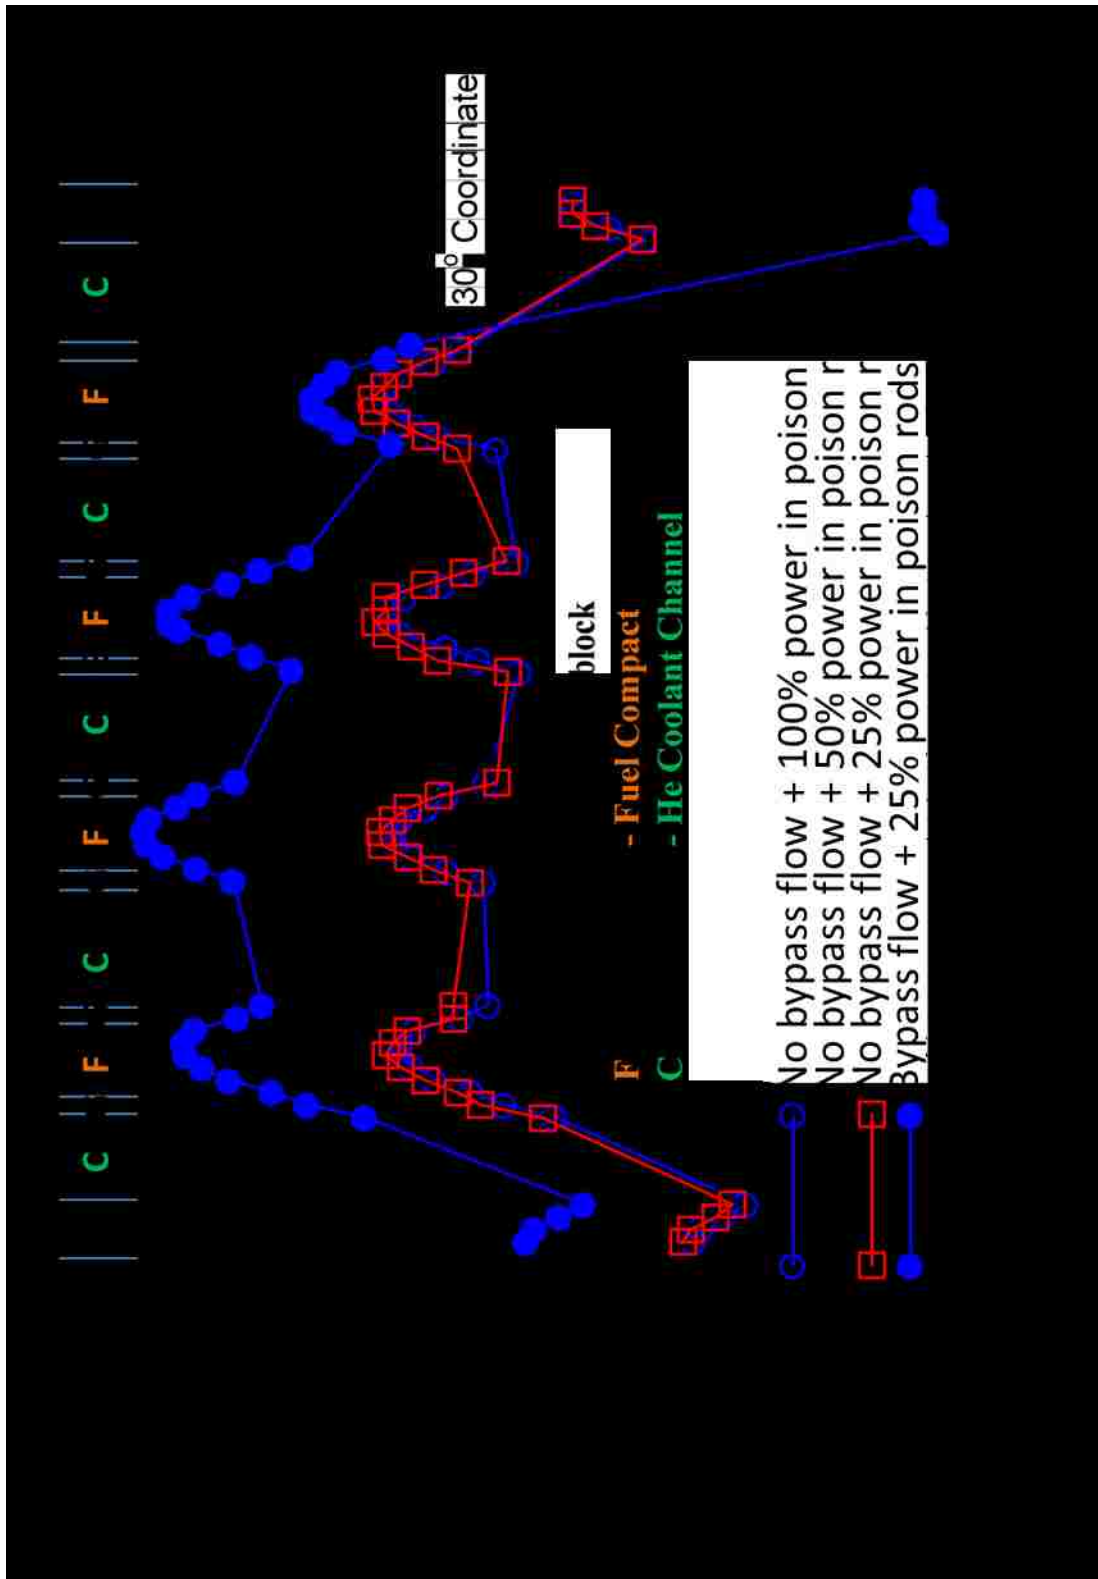 C F C F C F C F C
30º Coordinate
block
F - Fuel Compact
C - He Coolant Channel
No bypass flow + 100% power in poison
No bypass flow + 50% power in poison r
No bypass flow + 25% power in poison r
Bypass flow + 25% power in poison rods